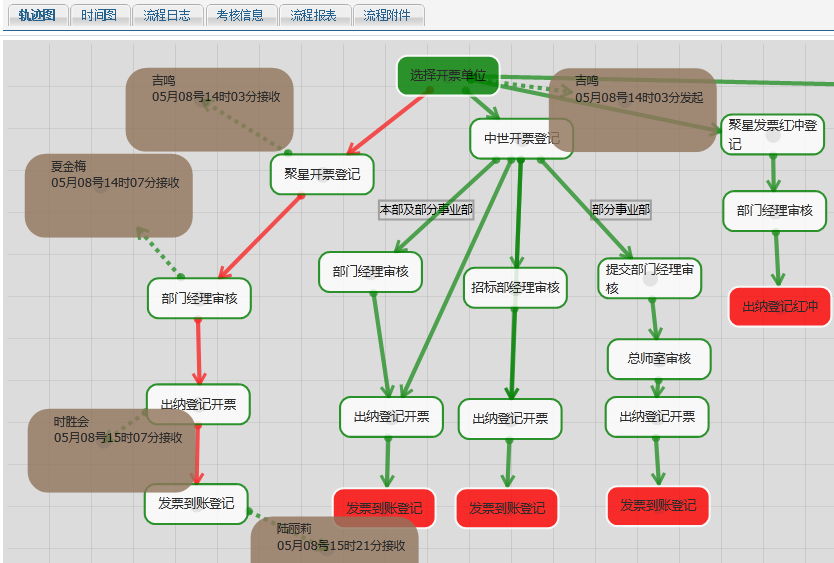 轨迹图
时间图
流程日志
考核信息
流程报表
流程附件
选择开票单位
吉鸣
05月08号14时03分接收
吉鸣
05月08号14时03分发起
中世开票登记
聚星发票红冲登
记
夏金梅
05月08号14时07分接收
聚星开票登记
本部及部分事业部
部分事业部
部门经理审核
部门经理审核
部门经理审核
招标部经理审核
提交部门经理审
核
出纳登记红冲
总师室审核
出纳登记开票
出纳登记开票
出纳登记开票
出纳登记开票
时胜会
05月08号15时07分接收
发票到账登记
发票到账登记
发票到账登记
发票到账登记
陆丽莉
05月08号15时21分接收